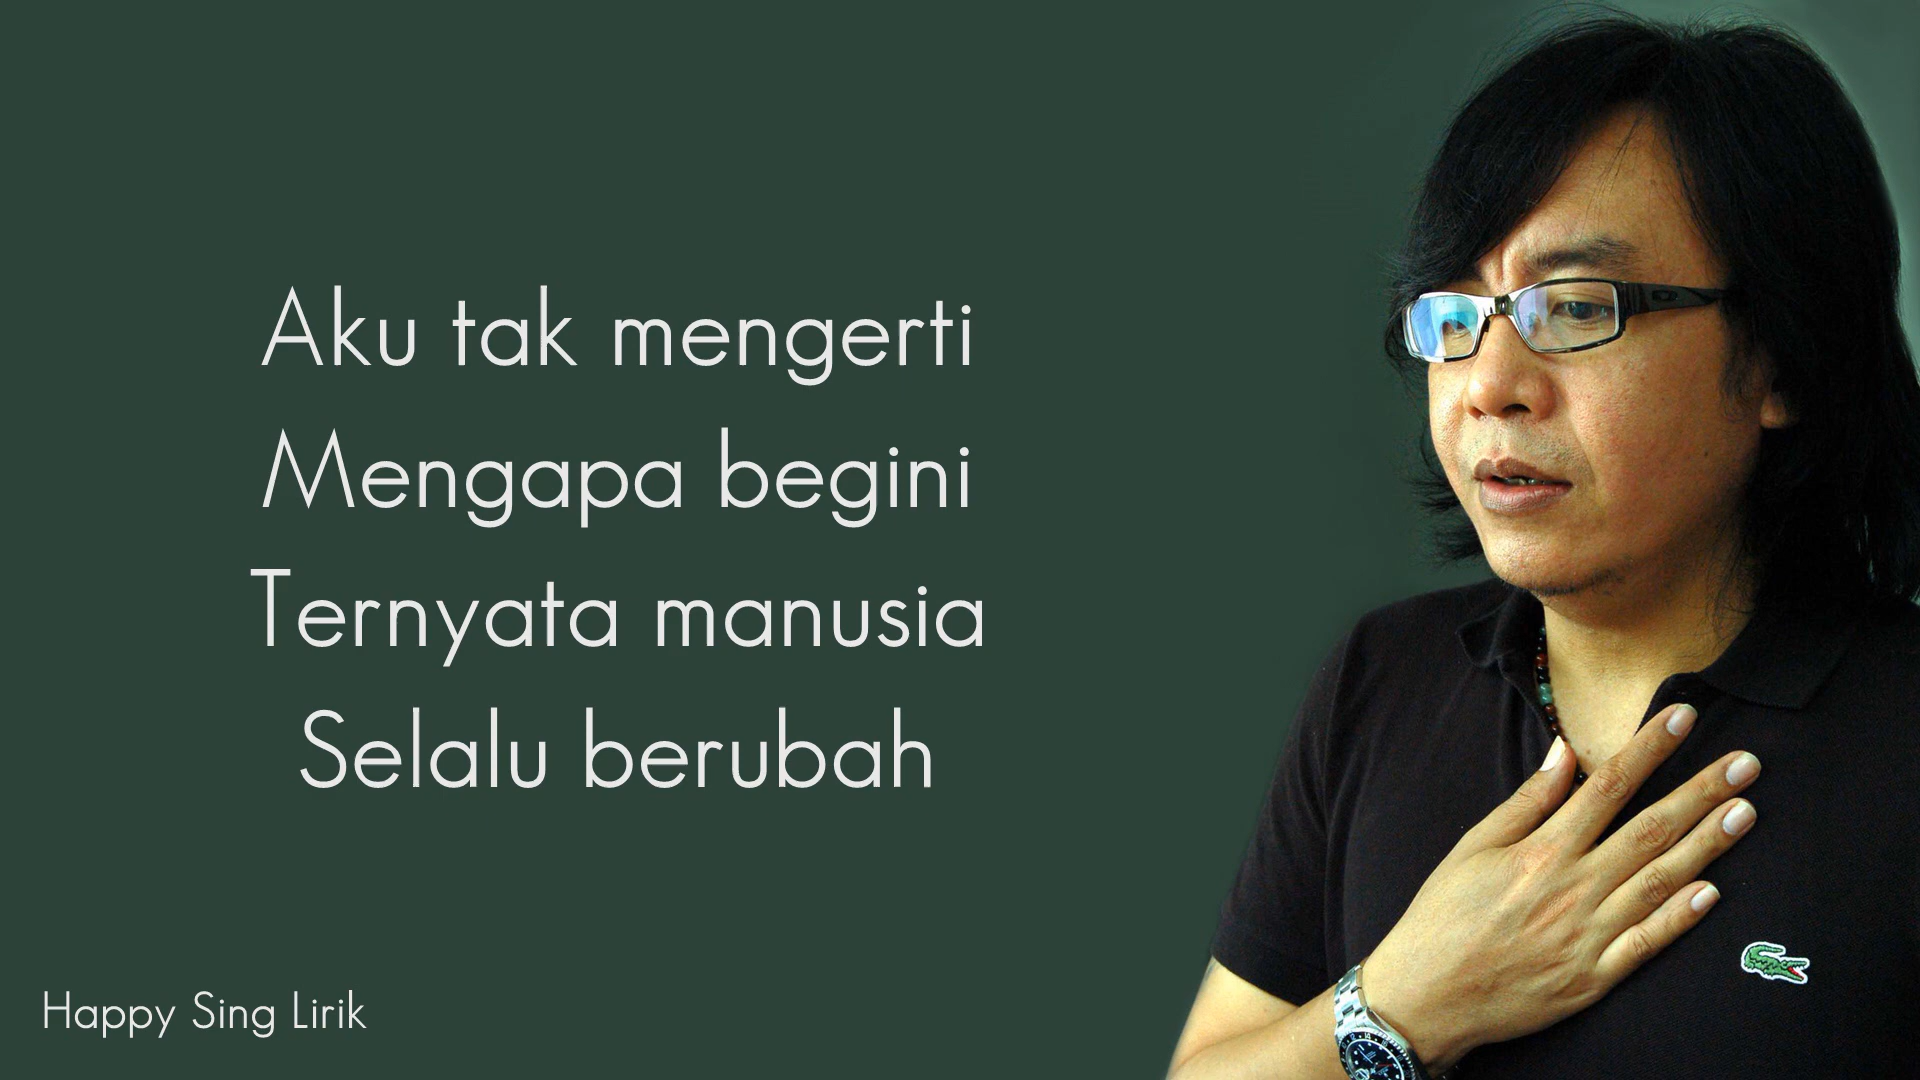 Aku tak mengerti
Mengapa begini
Ternyata manusia
Selalu berubah
Happy Sing Lirik